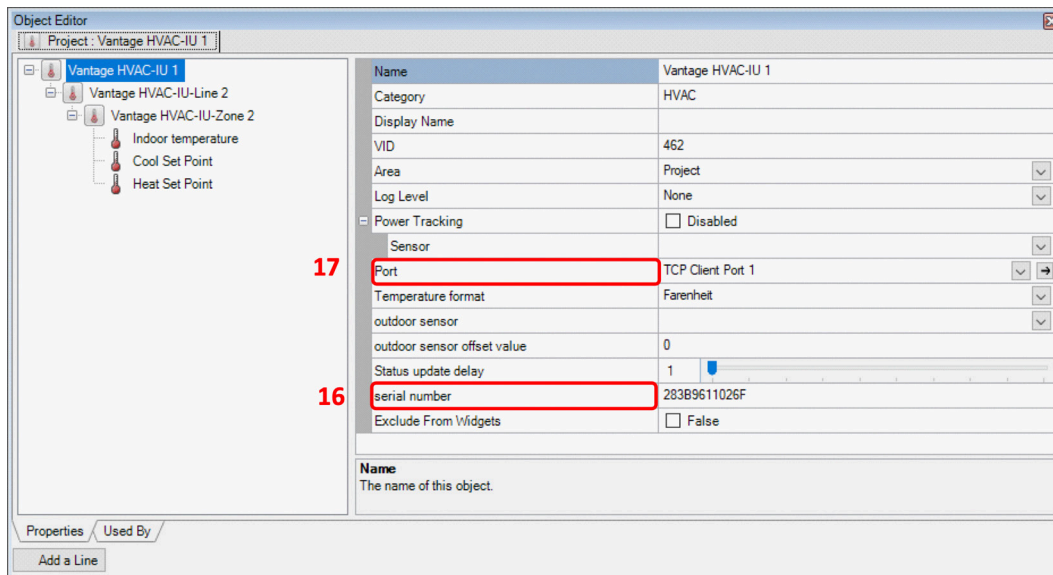 Object Editor
Project : Vantage HVAC-IU 1
Vantage HVAC-IU 1
Vantage HVAC-IU-Line 2
Vantage HVAC-IU-Zone 2
Indoor temperature
Cool Set Point
Heat Set Point
Name Vantage HVAC-IU 1
Category HVAC
Display Name
VID 462
Area Project
Log Level None
Power Tracking Disabled
Sensor
17 Port TCP Client Port 1
Temperature format Farenheit
outdoor sensor
outdoor sensor offset value 0
Status update delay 1
16 serial number 283B9611026F
Exclude From Widgets False
Name
The name of this object.
Properties Used By
Add a Line